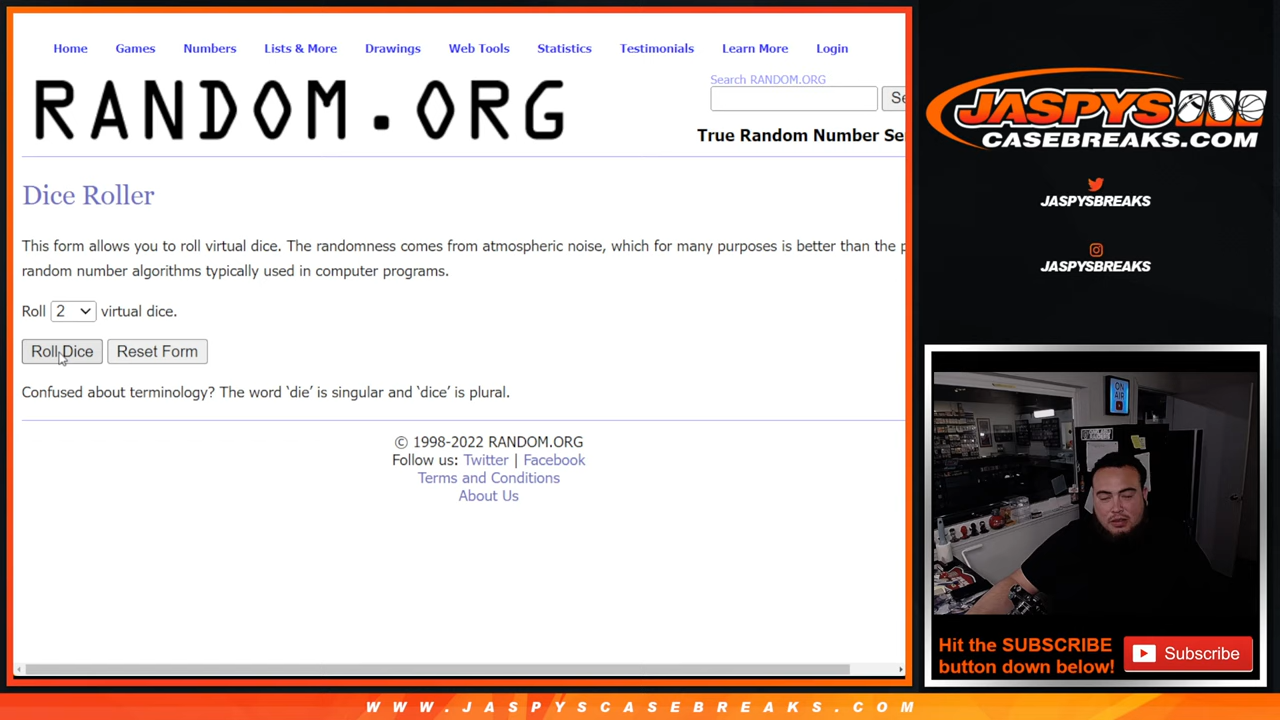 Home Games Numbers Lists & More Drawings Web Tools Statistics Testimonials Learn More Login
RANDOM.ORG
Search RANDOM.ORG
Se
True Random Number Se
Dice Roller
This form allows you to roll virtual dice. The randomness comes from atmospheric noise, which for many purposes is better than the p
random number algorithms typically used in computer programs.
Roll 2 virtual dice.
Roll Dice Reset Form
Confused about terminology? The word ‘die’ is singular and ‘dice’ is plural.
© 1998-2022 RANDOM.ORG
Follow us: Twitter | Facebook
Terms and Conditions
About Us
JASPYS
CASEBREAKS.COM
JASPYSBREAKS
JASPYSBREAKS
ON
AIR
Hit the SUBSCRIBE
button down below!
Subscribe
WWW.JASPYSCASEBREAKS.COM